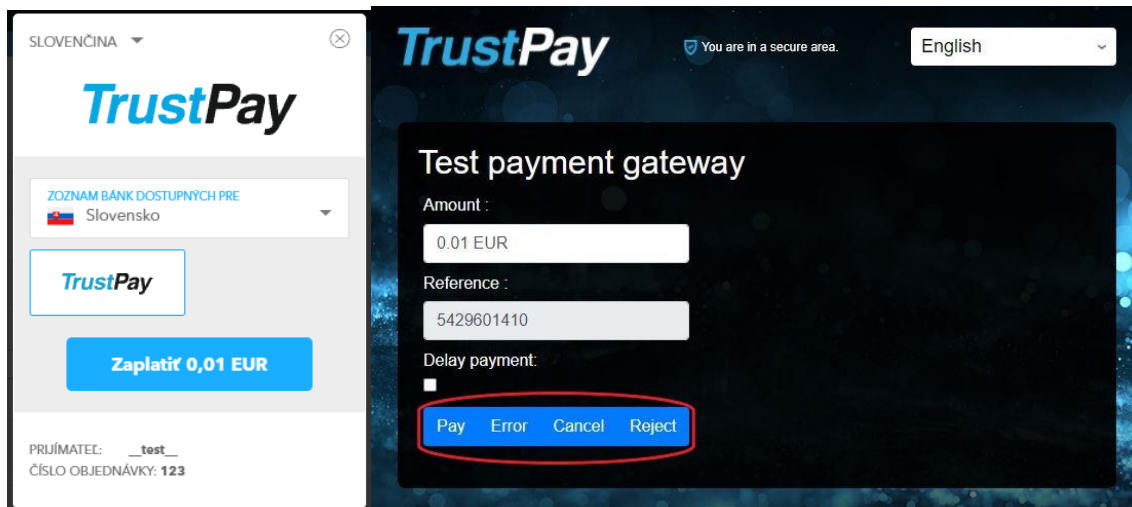 SLOVENČINA
TrustPay
ZOZNAM BÁNK DOSTUPNÝCH PRE
Slovensko
TrustPay
Zaplatiť 0,01 EUR
PRIJÍMATEĽ: __test__
ČÍSLO OBJEDNÁVKY: 123
TrustPay
You are in a secure area.
English
Test payment gateway
Amount :
0.01 EUR
Reference :
5429601410
Delay payment:
Pay Error Cancel Reject